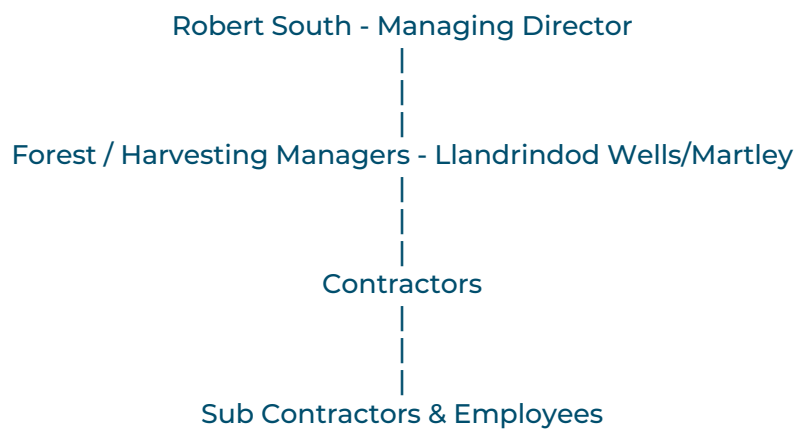 Robert South - Managing Director
|
|
|
Forest / Harvesting Managers - Llandrindod Wells/Martley
|
|
|
Contractors
|
|
|
Sub Contractors & Employees